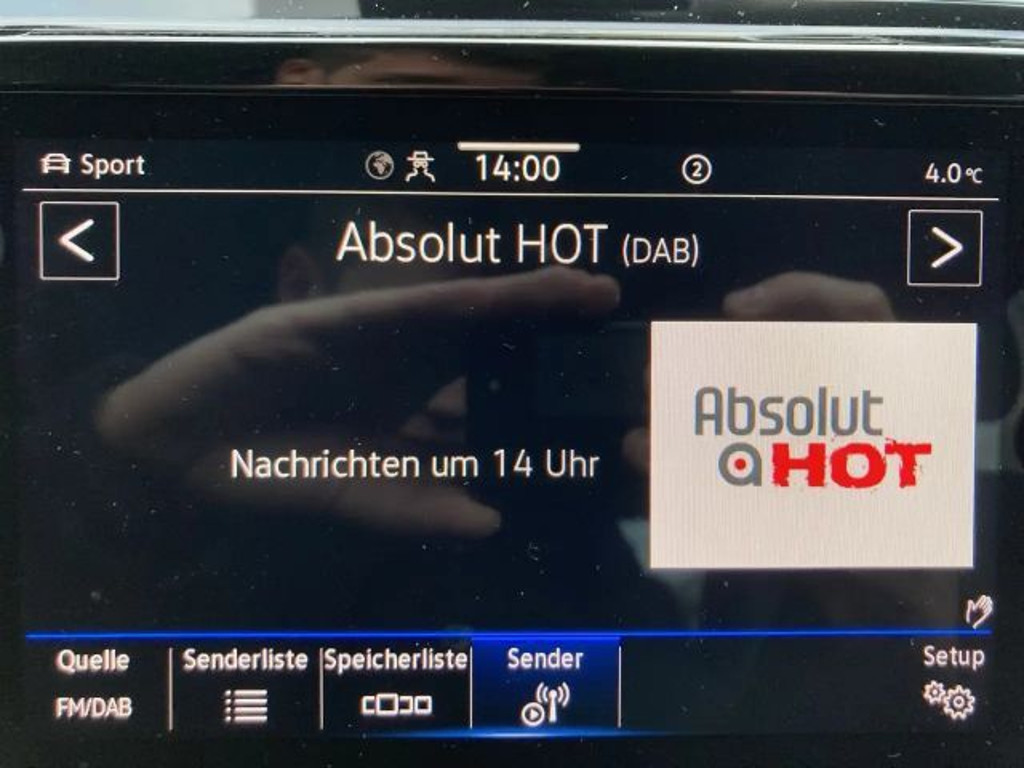 Sport
14:00
2
4.0°C
<
Absolut HOT (DAB)
>
Absolut
a HOT
Nachrichten um 14 Uhr
Quelle
FM/DAB
Senderliste
Speicherliste
Sender
Setup